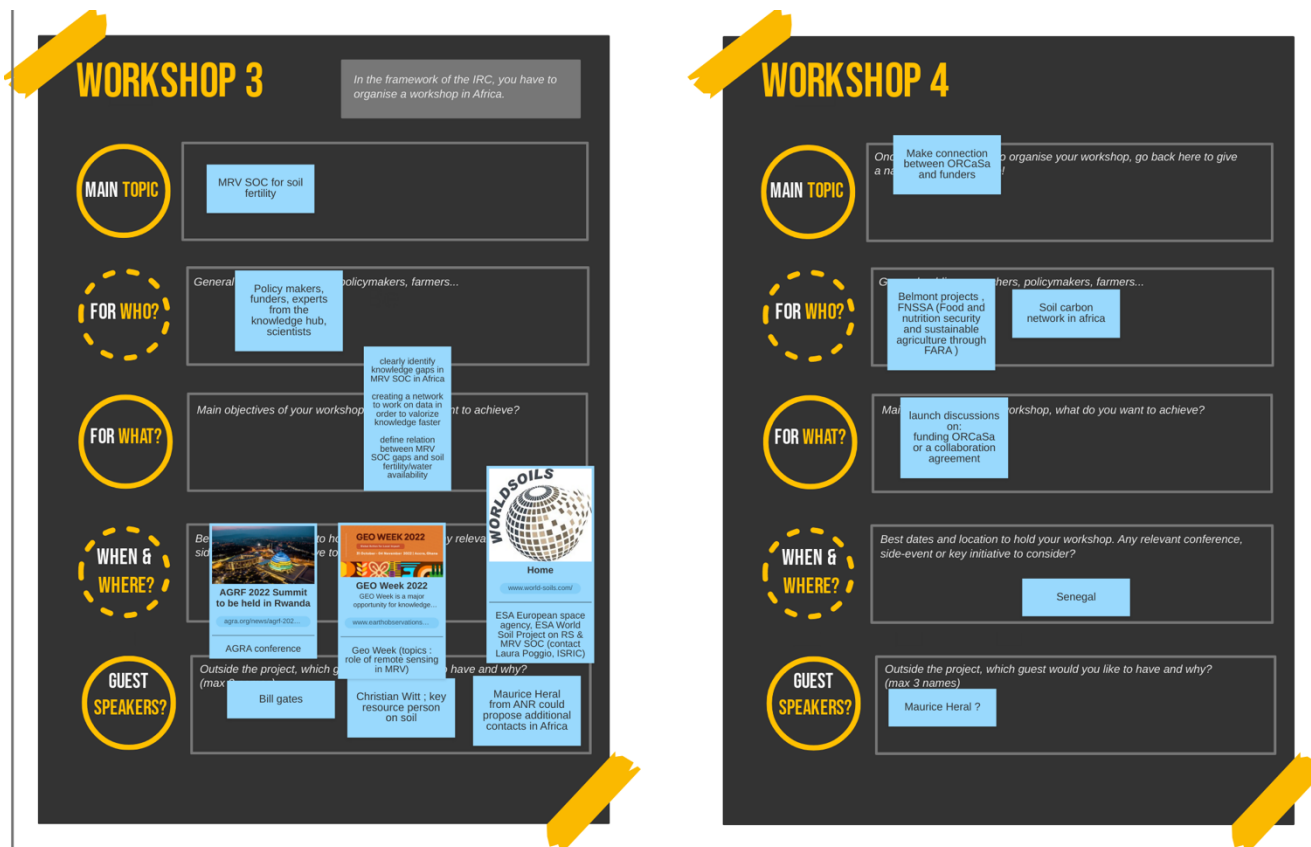 WORKSHOP 3
In the framework of the IRC, you have to
organise a workshop in Africa.
MAIN TOPIC
MRV SOC for soil
fertility
FOR WHO?
General
policymakers, farmers...
Policy makers,
funders, experts
from the
knowledge hub,
scientists
FOR WHAT?
Main objectives of your workshop
to achieve?
clearly identify
knowledge gaps in
MRV SOC in Africa
creating a network
to work on data in
order to valorize
knowledge faster
define relation
between MRV
SOC gaps and soil
fertility/water
availability
WHEN &
WHERE?
AGRF 2022 Summit
to be held in Rwanda
agra.org/news/agrf-202...
AGRA conference
GEO WEEK 2022
GEO Week 2022
GEO Week is a major
opportunity for knowledge...
www.earthobservations...
Geo Week (topics :
role of remote sensing
in MRV)
WORLDSOILS
Home
www.world-soils.com/
ESA European space
agency, ESA World
Soil Project on RS &
MRV SOC (contact
Laura Poggio, ISRIC)
GUEST
SPEAKERS?
Outside the project, which
to have and why?
(max
Bill gates
Christian Witt ; key
resource person
on soil
Maurice Heral
from ANR could
propose additional
contacts in Africa
WORKSHOP 4
MAIN TOPIC
organise your workshop, go back here to give
Make connection
between ORCaSa
and funders
FOR WHO?
policymakers, farmers...
Belmont projects ,
FNSSA (Food and
nutrition security
and sustainable
agriculture through
FARA )
Soil carbon
network in africa
FOR WHAT?
workshop, what do you want to achieve?
launch discussions
on:
funding ORCaSa
or a collaboration
agreement
WHEN &
WHERE?
Best dates and location to hold your workshop. Any relevant conference,
side-event or key initiative to consider?
Senegal
GUEST
SPEAKERS?
Outside the project, which guest would you like to have and why?
(max 3 names)
Maurice Heral ?